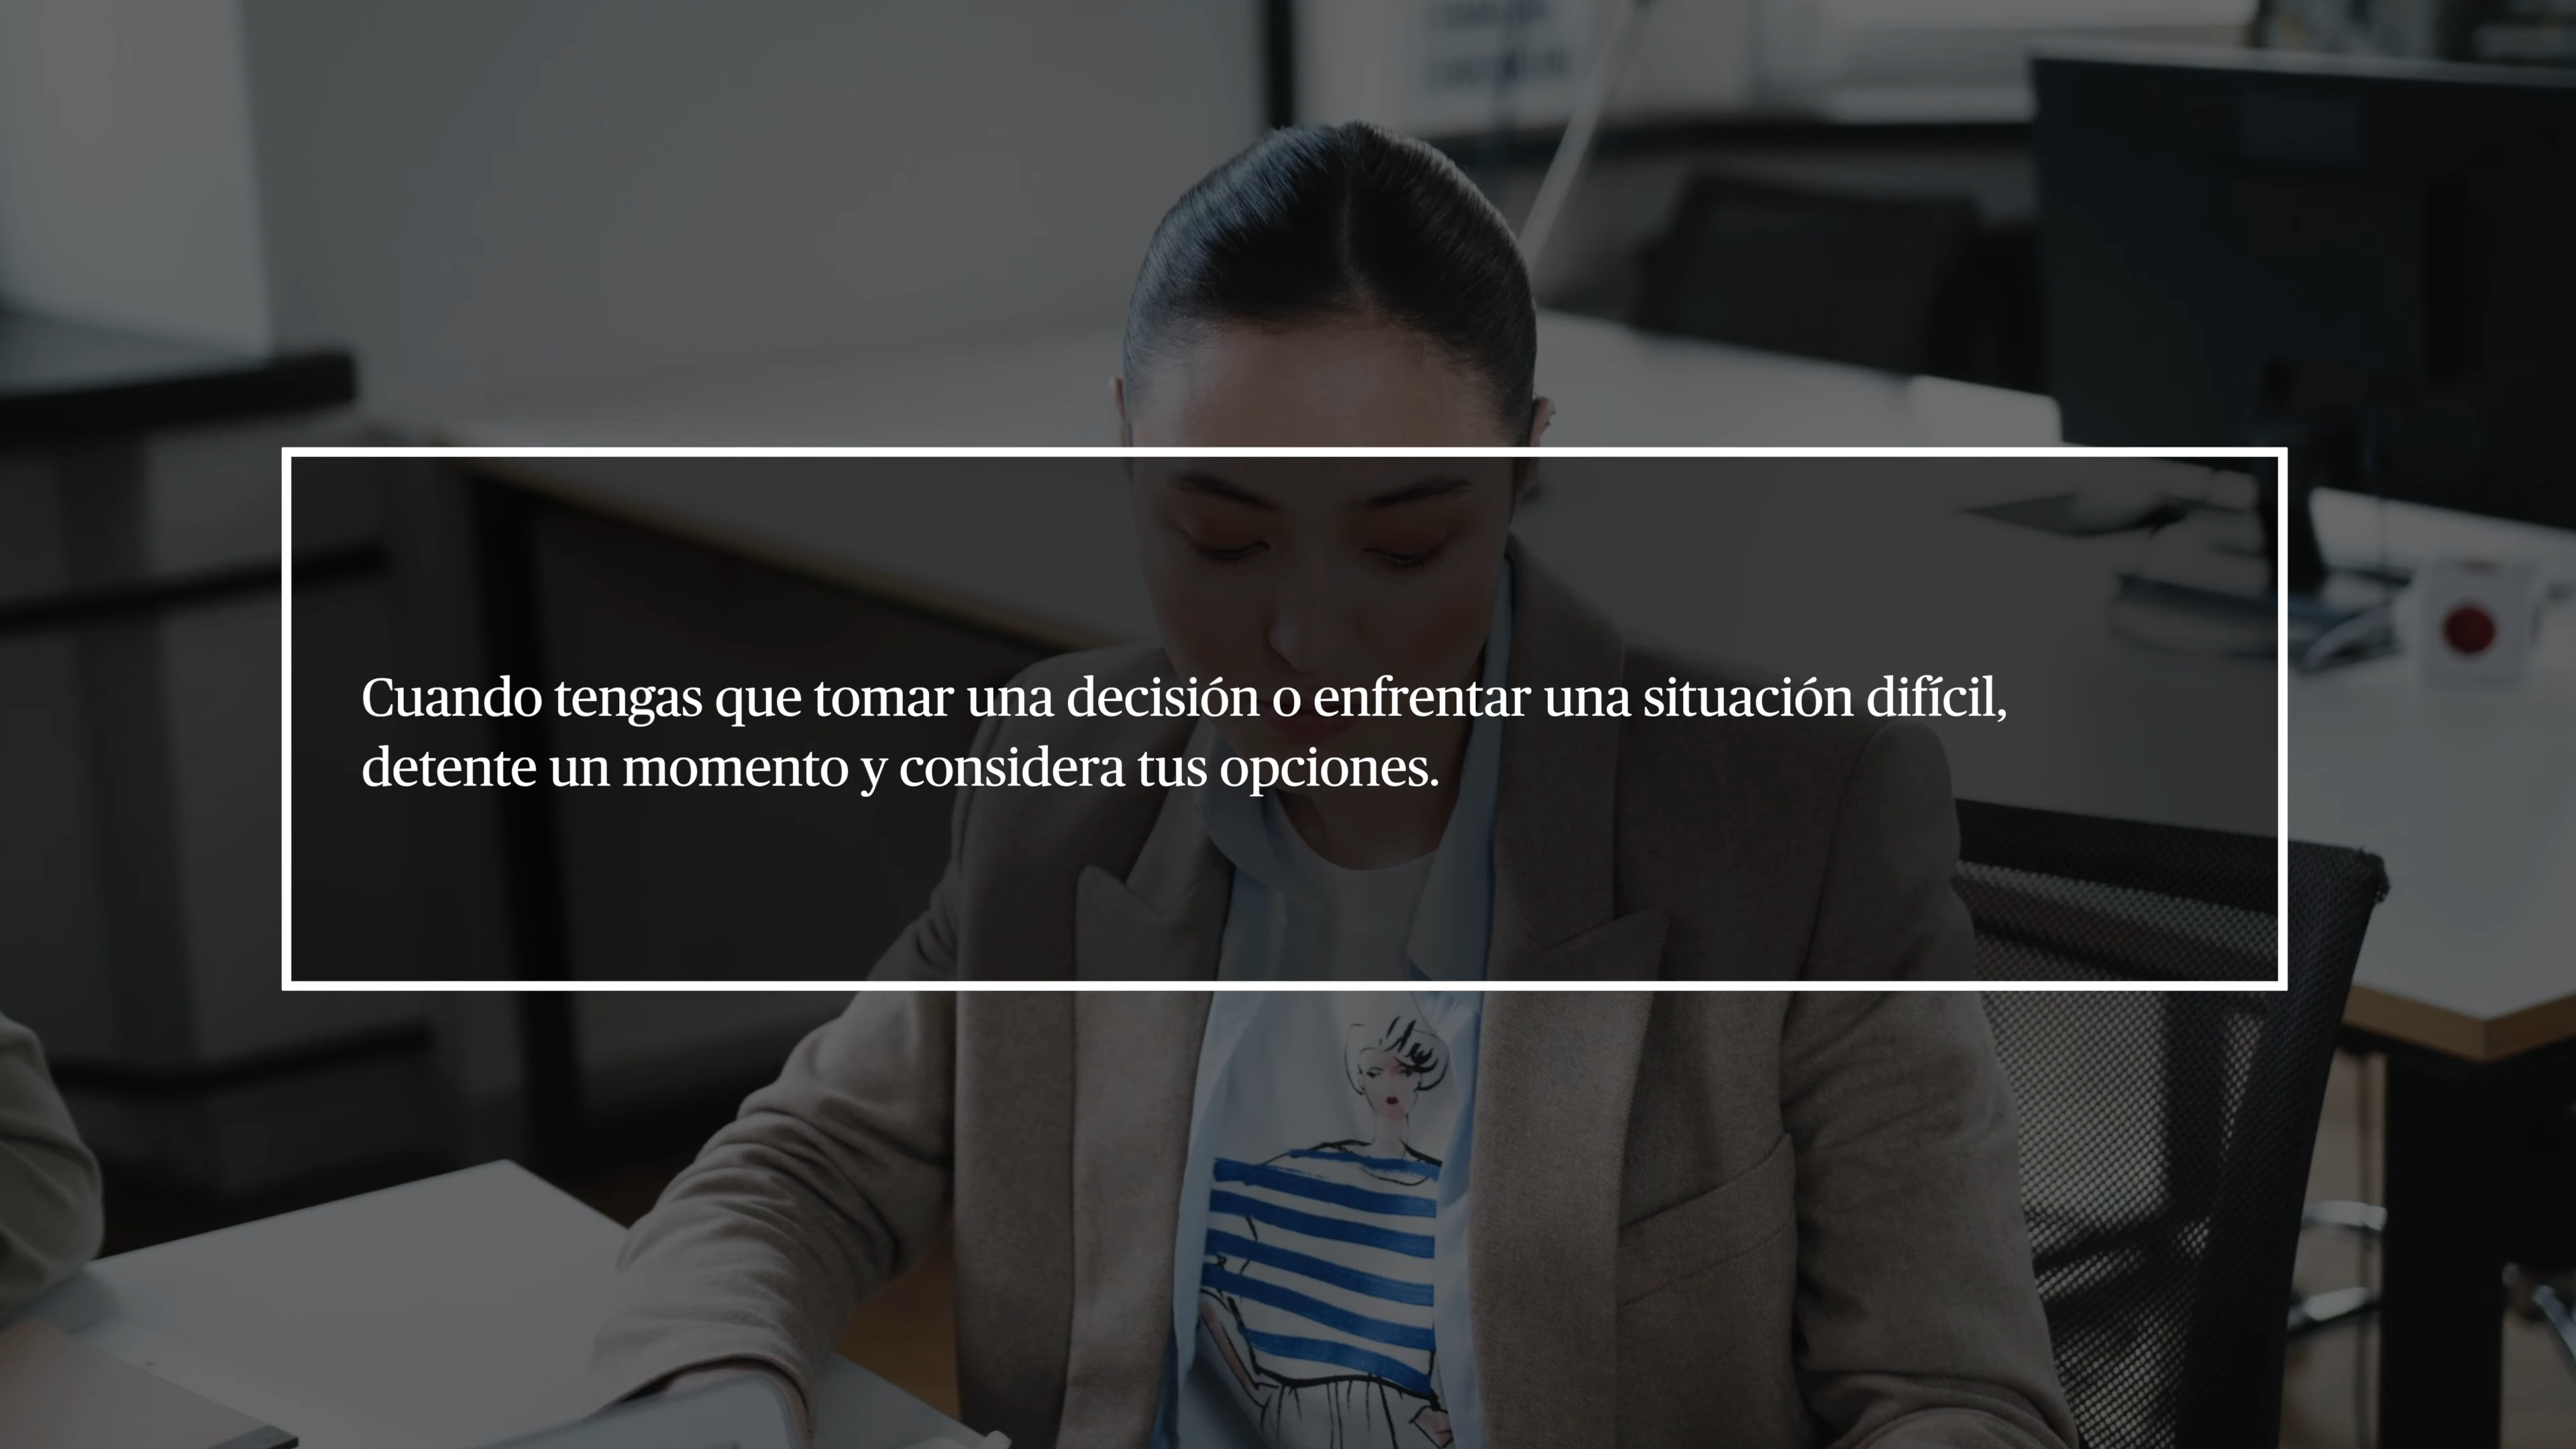 Cuando tengas que tomar una decisión o enfrentar una situación difícil,
detente un momento y considera tus opciones.